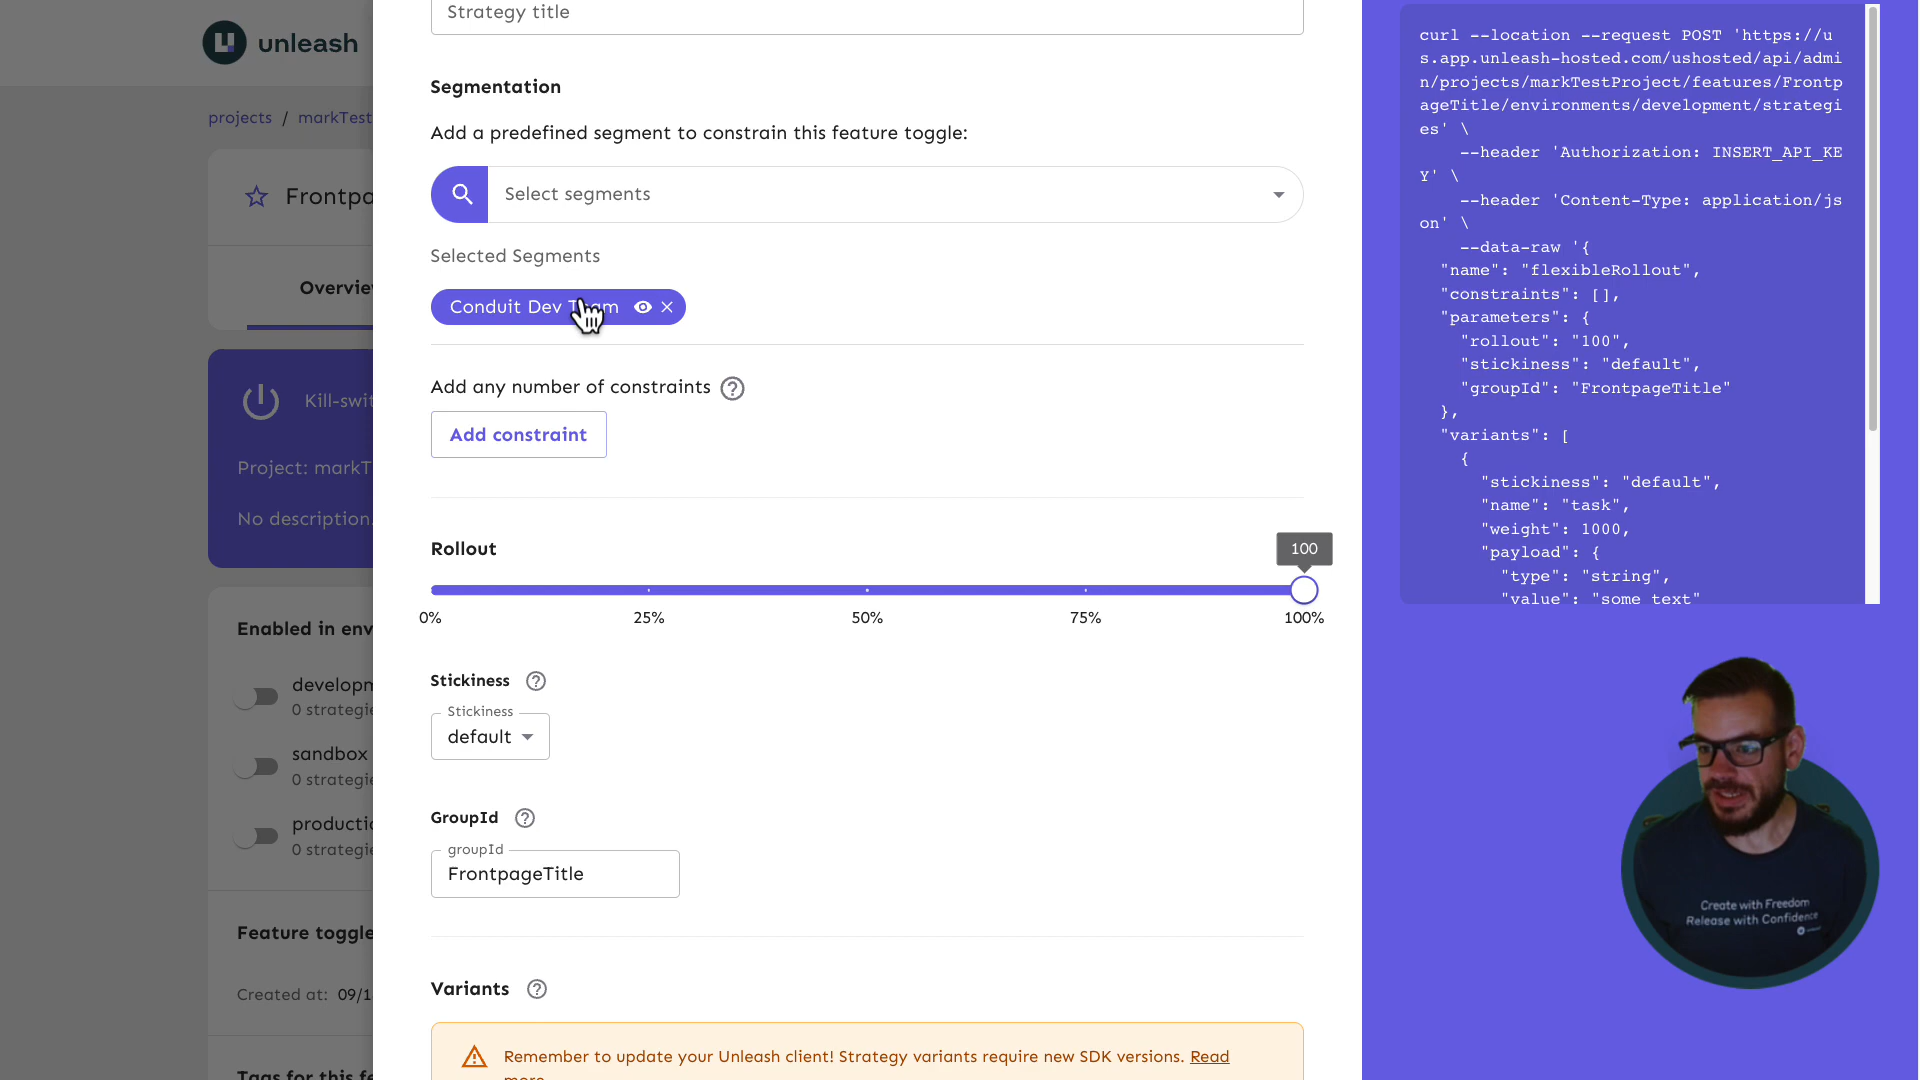 unleash
projects / markTest
Frontpa
Overvie
Kill-swit
Project: markT
No description.
Enabled in env
developm
0 strategie
sandbox
0 strategie
productic
0 strategie
Feature toggle
Created at: 09/1
Tags for this fe
Strategy title
Segmentation
Add a predefined segment to constrain this feature toggle:
Select segments
Selected Segments
Conduit Dev Team
Add any number of constraints
Add constraint
Rollout
100
0% 25% 50% 75% 100%
Stickiness
Stickiness
default
GroupId
groupId
FrontpageTitle
Variants
Remember to update your Unleash client! Strategy variants require new SDK versions. Read
more
curl --location --request POST 'https://u
s.app.unleash-hosted.com/ushosted/api/admi
n/projects/markTestProject/features/Frontp
ageTitle/environments/development/strategi
es' \
--header 'Authorization: INSERT_API_KE
Y' \
--header 'Content-Type: application/js
on' \
--data-raw '{
"name": "flexibleRollout",
"constraints": [],
"parameters": {
"rollout": "100",
"stickiness": "default",
"groupId": "FrontpageTitle"
},
"variants": [
{
"stickiness": "default",
"name": "task",
"weight": 1000,
"payload": {
"type": "string",
"value": "some text"
Create with Freedom
Release with Confidence